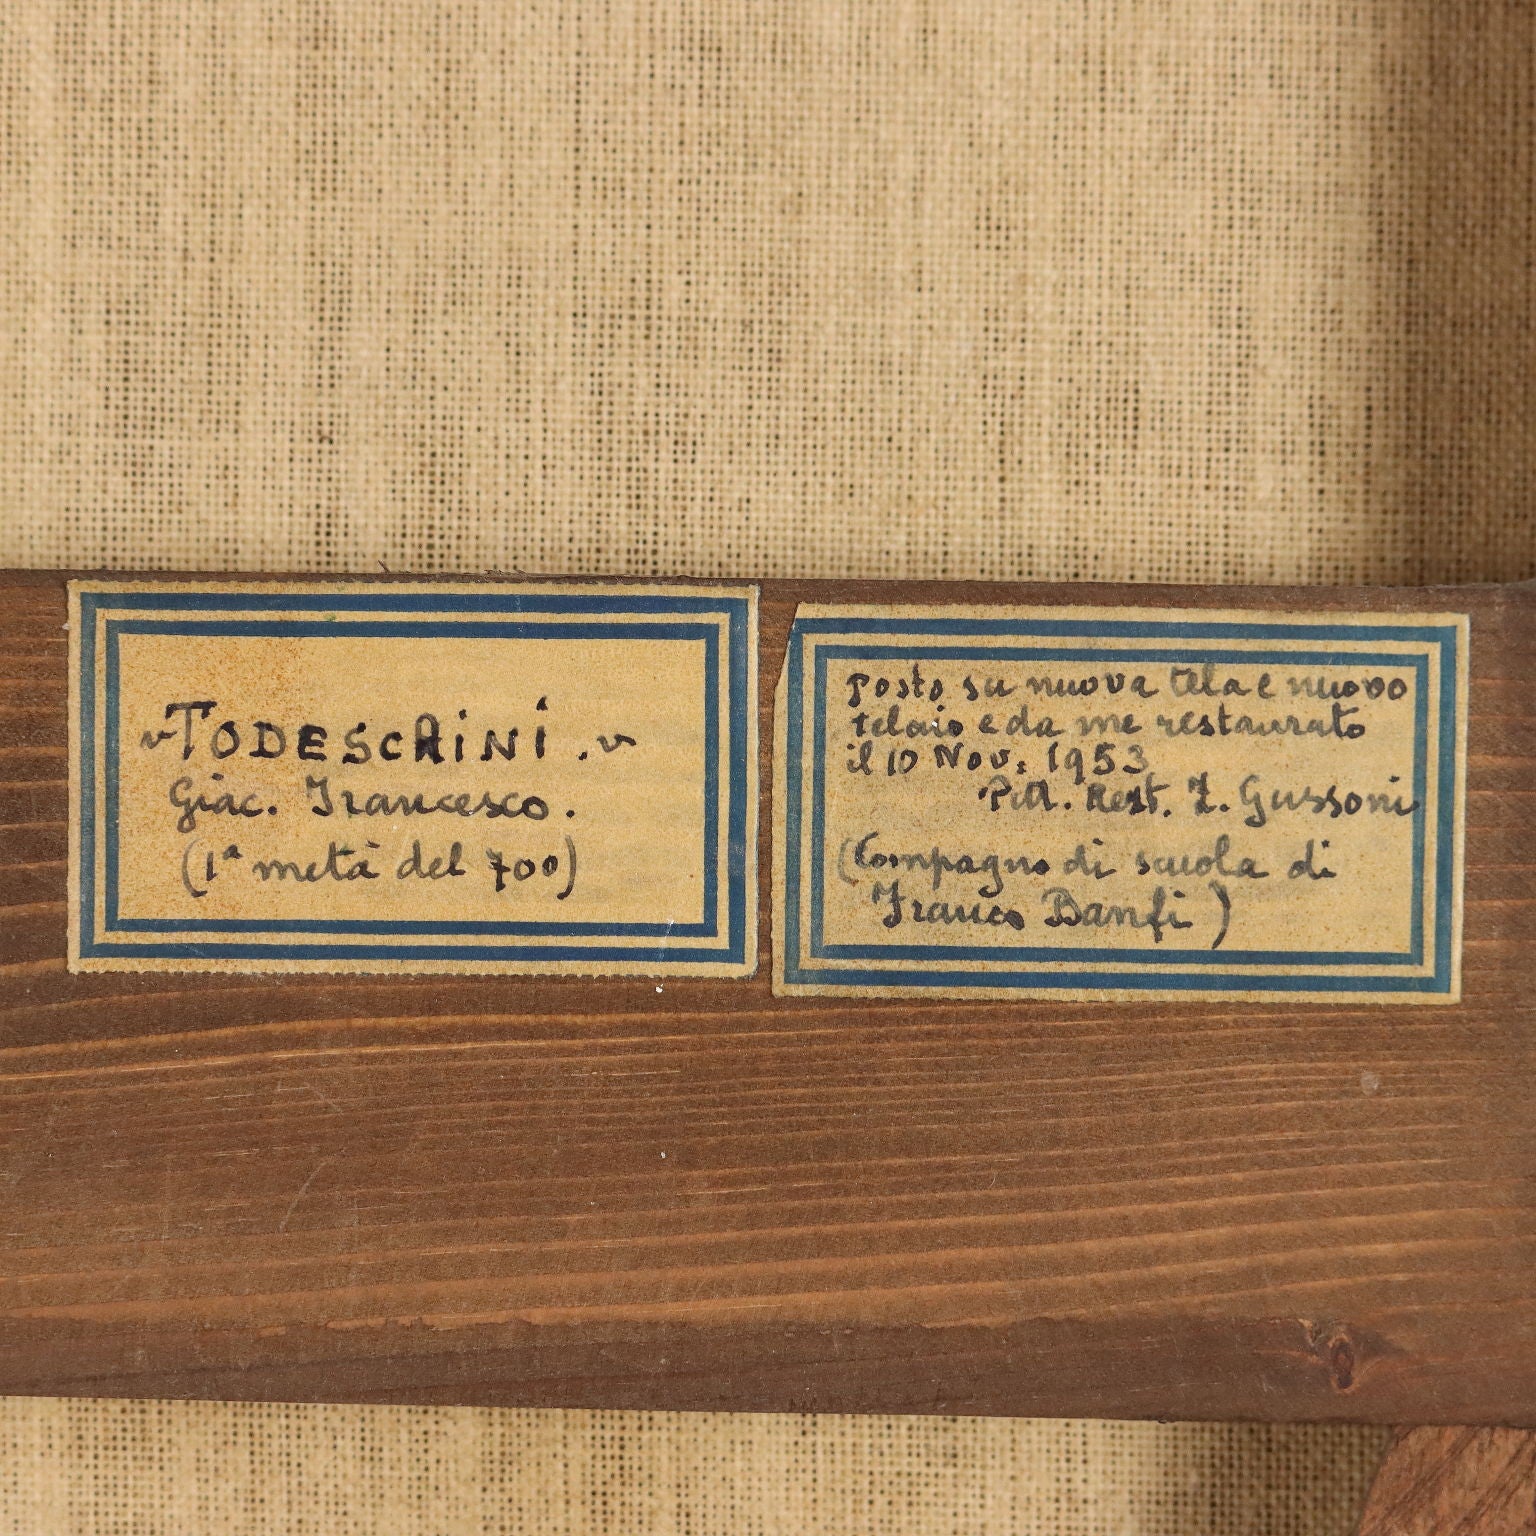 "TODESCHINI."
Giac. Francesco.
(1ª metà del 700)
posto su nuova tela e nuovo
telaio e da me restaurato
il 10 Nov. 1953
Pitt. Rest. Gussoni
(Compagno di scuola di
Franco Banfi)